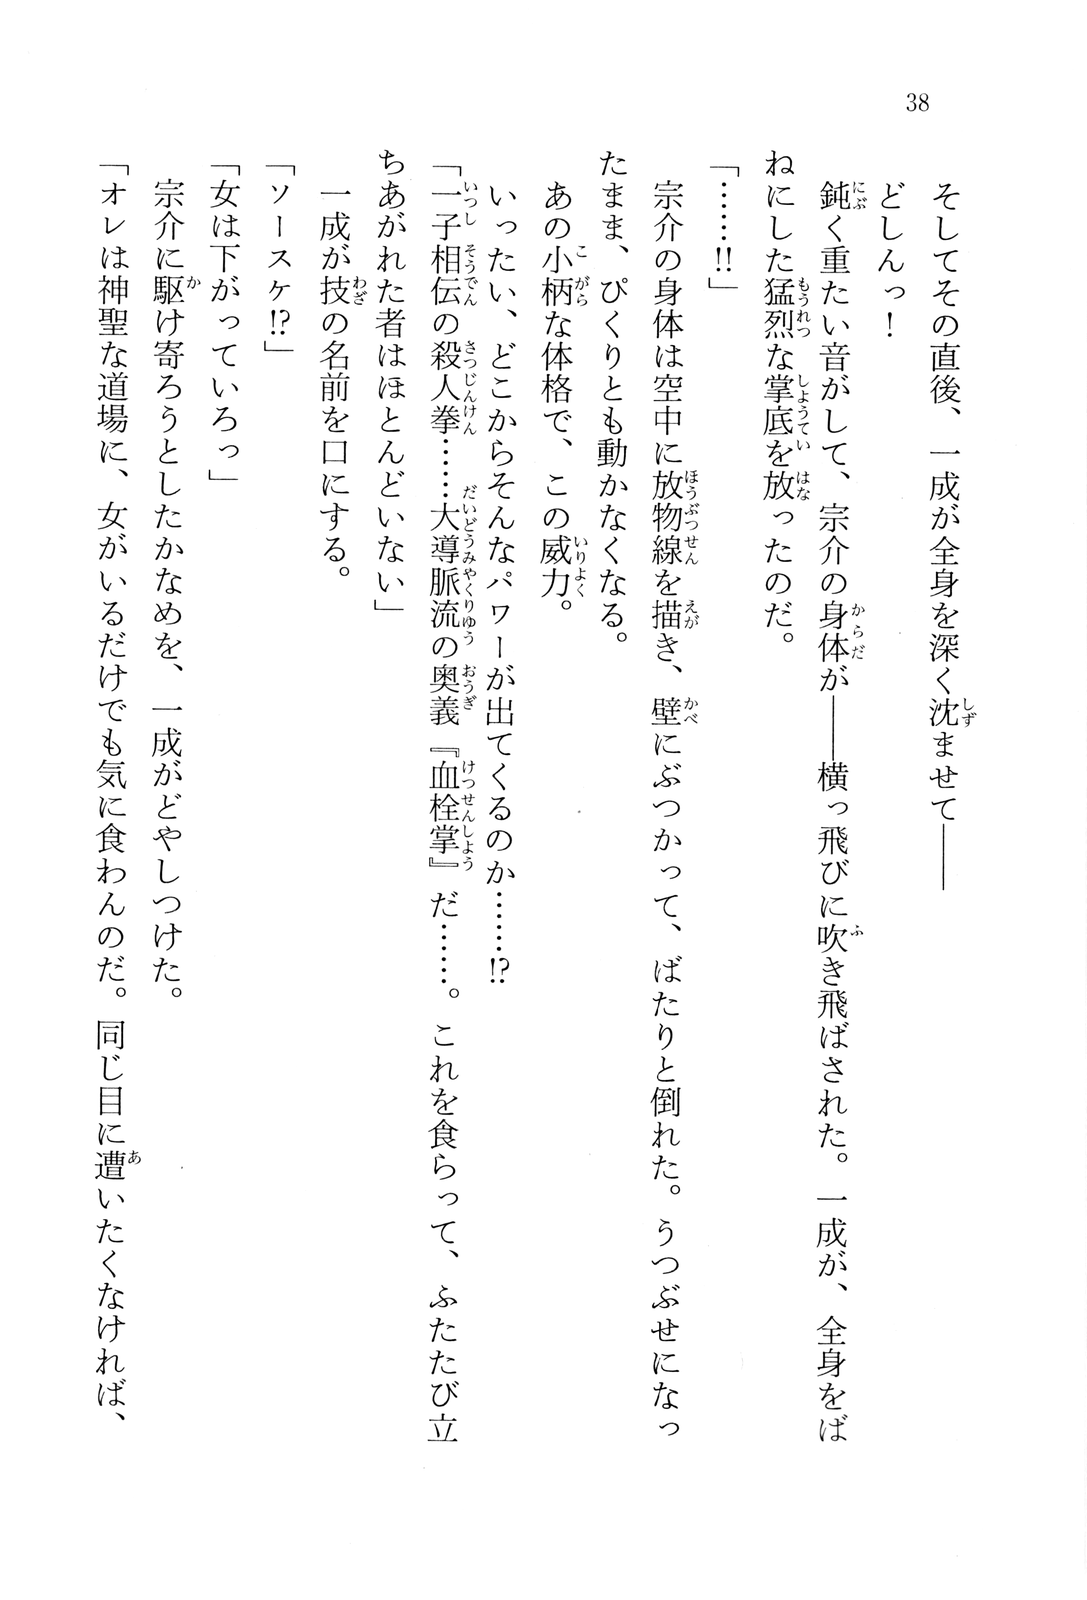 38
そしてその直後、一成が全身を深く沈ませて――
どしんっ！
鈍く重たい音がして、宗介の身体が――横っ飛びに吹き飛ばされた。一成が、全身をば
ねにした猛烈な掌底を放ったのだ。
「……!!」
宗介の身体は空中に放物線を描き、壁にぶつかって、ばたりと倒れた。うつぶせになっ
たまま、ぴくりとも動かなくなる。
あの小柄な体格で、この威力。
いったい、どこからそんなパワーが出てくるのか……!?
「一子相伝の殺人拳……大導脈流の奥義『血栓掌』だ……。これを食らって、ふたたび立
ちあがれた者はほとんどいない」
一成が技の名前を口にする。
「ソースケ!?」
「女は下がっていろっ」
宗介に駆け寄ろうとしたかなめを、一成がどやしつけた。
「オレは神聖な道場に、女がいるだけでも気に食わんのだ。同じ目に遭いたくなければ、